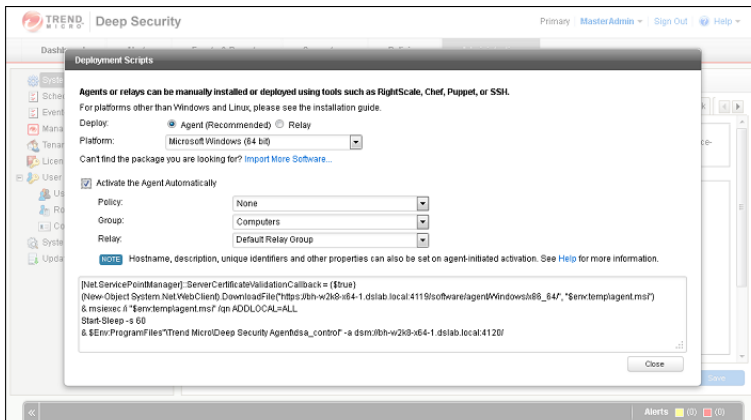 TREND MICRO
Deep Security
Primary MasterAdmin Sign Out Help
Deployment Scripts
Agents or relays can be manually installed or deployed using tools such as RightScale, Chef, Puppet, or SSH.
For platforms other than Windows and Linux, please see the installation guide.
Deploy: Agent (Recommended) Relay
Platform: Microsoft Windows (64 bit)
Can't find the package you are looking for? Import More Software...
Activate the Agent Automatically
Policy: None
Group: Computers
Relay: Default Relay Group
NOTE Hostname, description, unique identifiers and other properties can also be set on agent-initiated activation. See Help for more information.
[Net.ServicePointManager]::ServerCertificateValidationCallback = {$true}
(New-Object System.Net.WebClient).DownloadFile("https://bh-w2k8-x64-1.dslab.local:4119/software/agent/Windows/x86_64/", "$env:temp\agent.msi")
& msiexec /i "$env:temp\agent.msi" /qn ADDLOCAL=ALL
Start-Sleep -s 60
& $Env:ProgramFiles"\Trend Micro\Deep Security Agent\dsa_control" -a dsm://bh-w2k8-x64-1.dslab.local:4120/
Close
Save
Alerts (0) (0)